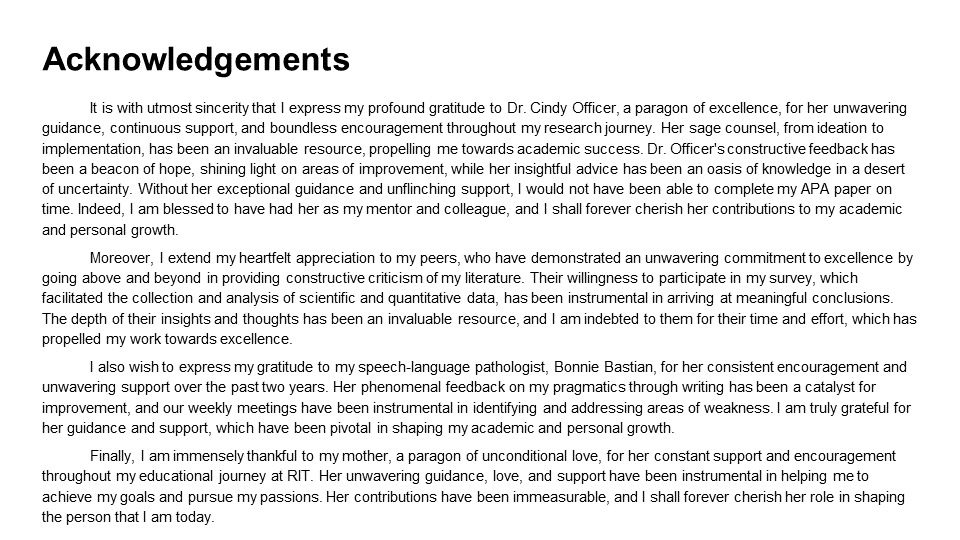 Acknowledgements
It is with utmost sincerity that I express my profound gratitude to Dr. Cindy Officer, a paragon of excellence, for her unwavering
guidance, continuous support, and boundless encouragement throughout my research journey. Her sage counsel, from ideation to
implementation, has been an invaluable resource, propelling me towards academic success. Dr. Officer's constructive feedback has
been a beacon of hope, shining light on areas of improvement, while her insightful advice has been an oasis of knowledge in a desert
of uncertainty. Without her exceptional guidance and unflinching support, I would not have been able to complete my APA paper on
time. Indeed, I am blessed to have had her as my mentor and colleague, and I shall forever cherish her contributions to my academic
and personal growth.
Moreover, I extend my heartfelt appreciation to my peers, who have demonstrated an unwavering commitment to excellence by
going above and beyond in providing constructive criticism of my literature. Their willingness to participate in my survey, which
facilitated the collection and analysis of scientific and quantitative data, has been instrumental in arriving at meaningful conclusions.
The depth of their insights and thoughts has been an invaluable resource, and I am indebted to them for their time and effort, which has
propelled my work towards excellence.
I also wish to express my gratitude to my speech-language pathologist, Bonnie Bastian, for her consistent encouragement and
unwavering support over the past two years. Her phenomenal feedback on my pragmatics through writing has been a catalyst for
improvement, and our weekly meetings have been instrumental in identifying and addressing areas of weakness. I am truly grateful for
her guidance and support, which have been pivotal in shaping my academic and personal growth.
Finally, I am immensely thankful to my mother, a paragon of unconditional love, for her constant support and encouragement
throughout my educational journey at RIT. Her unwavering guidance, love, and support have been instrumental in helping me to
achieve my goals and pursue my passions. Her contributions have been immeasurable, and I shall forever cherish her role in shaping
the person that I am today.